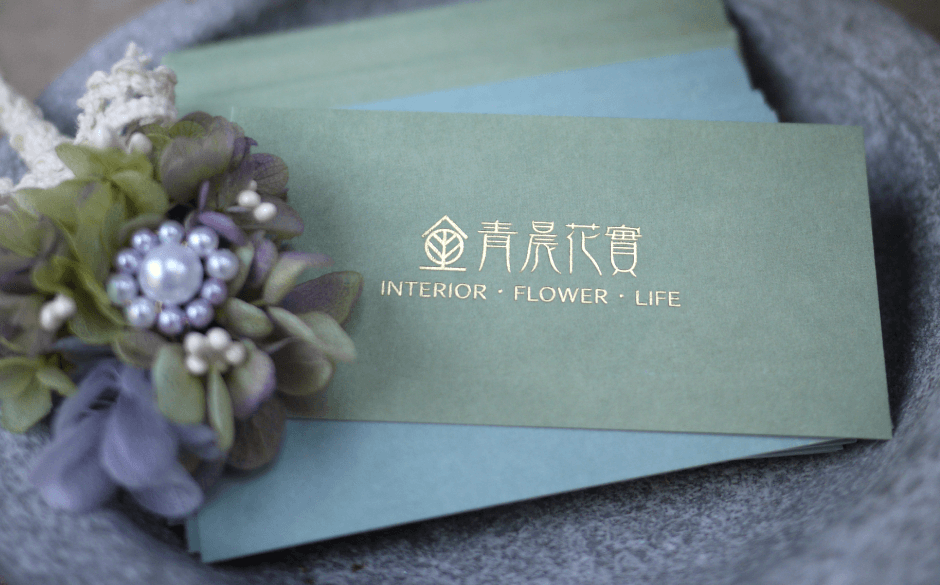 青晨花實
INTERIOR · FLOWER · LIFE